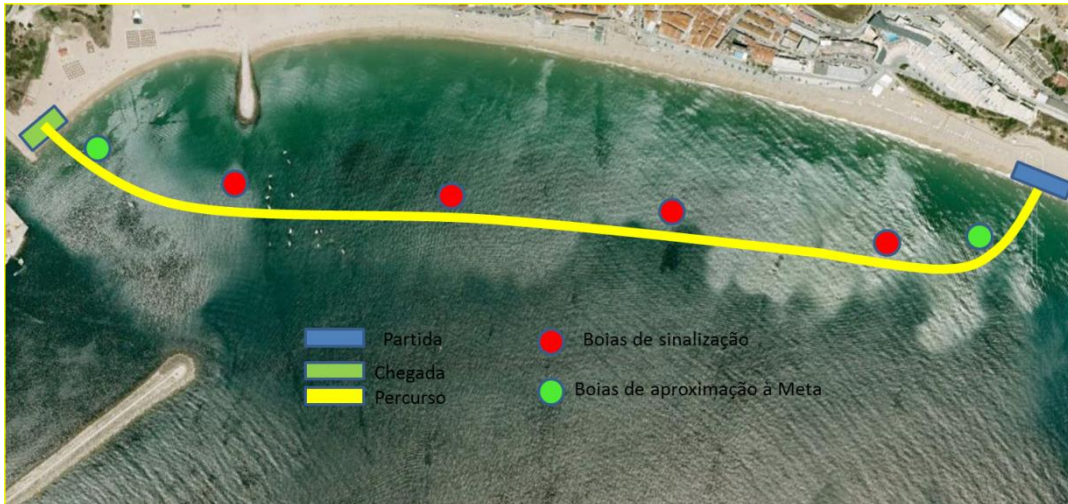 Partida
Boias de sinalização
Chegada
Percurso
Boias de aproximação à Meta